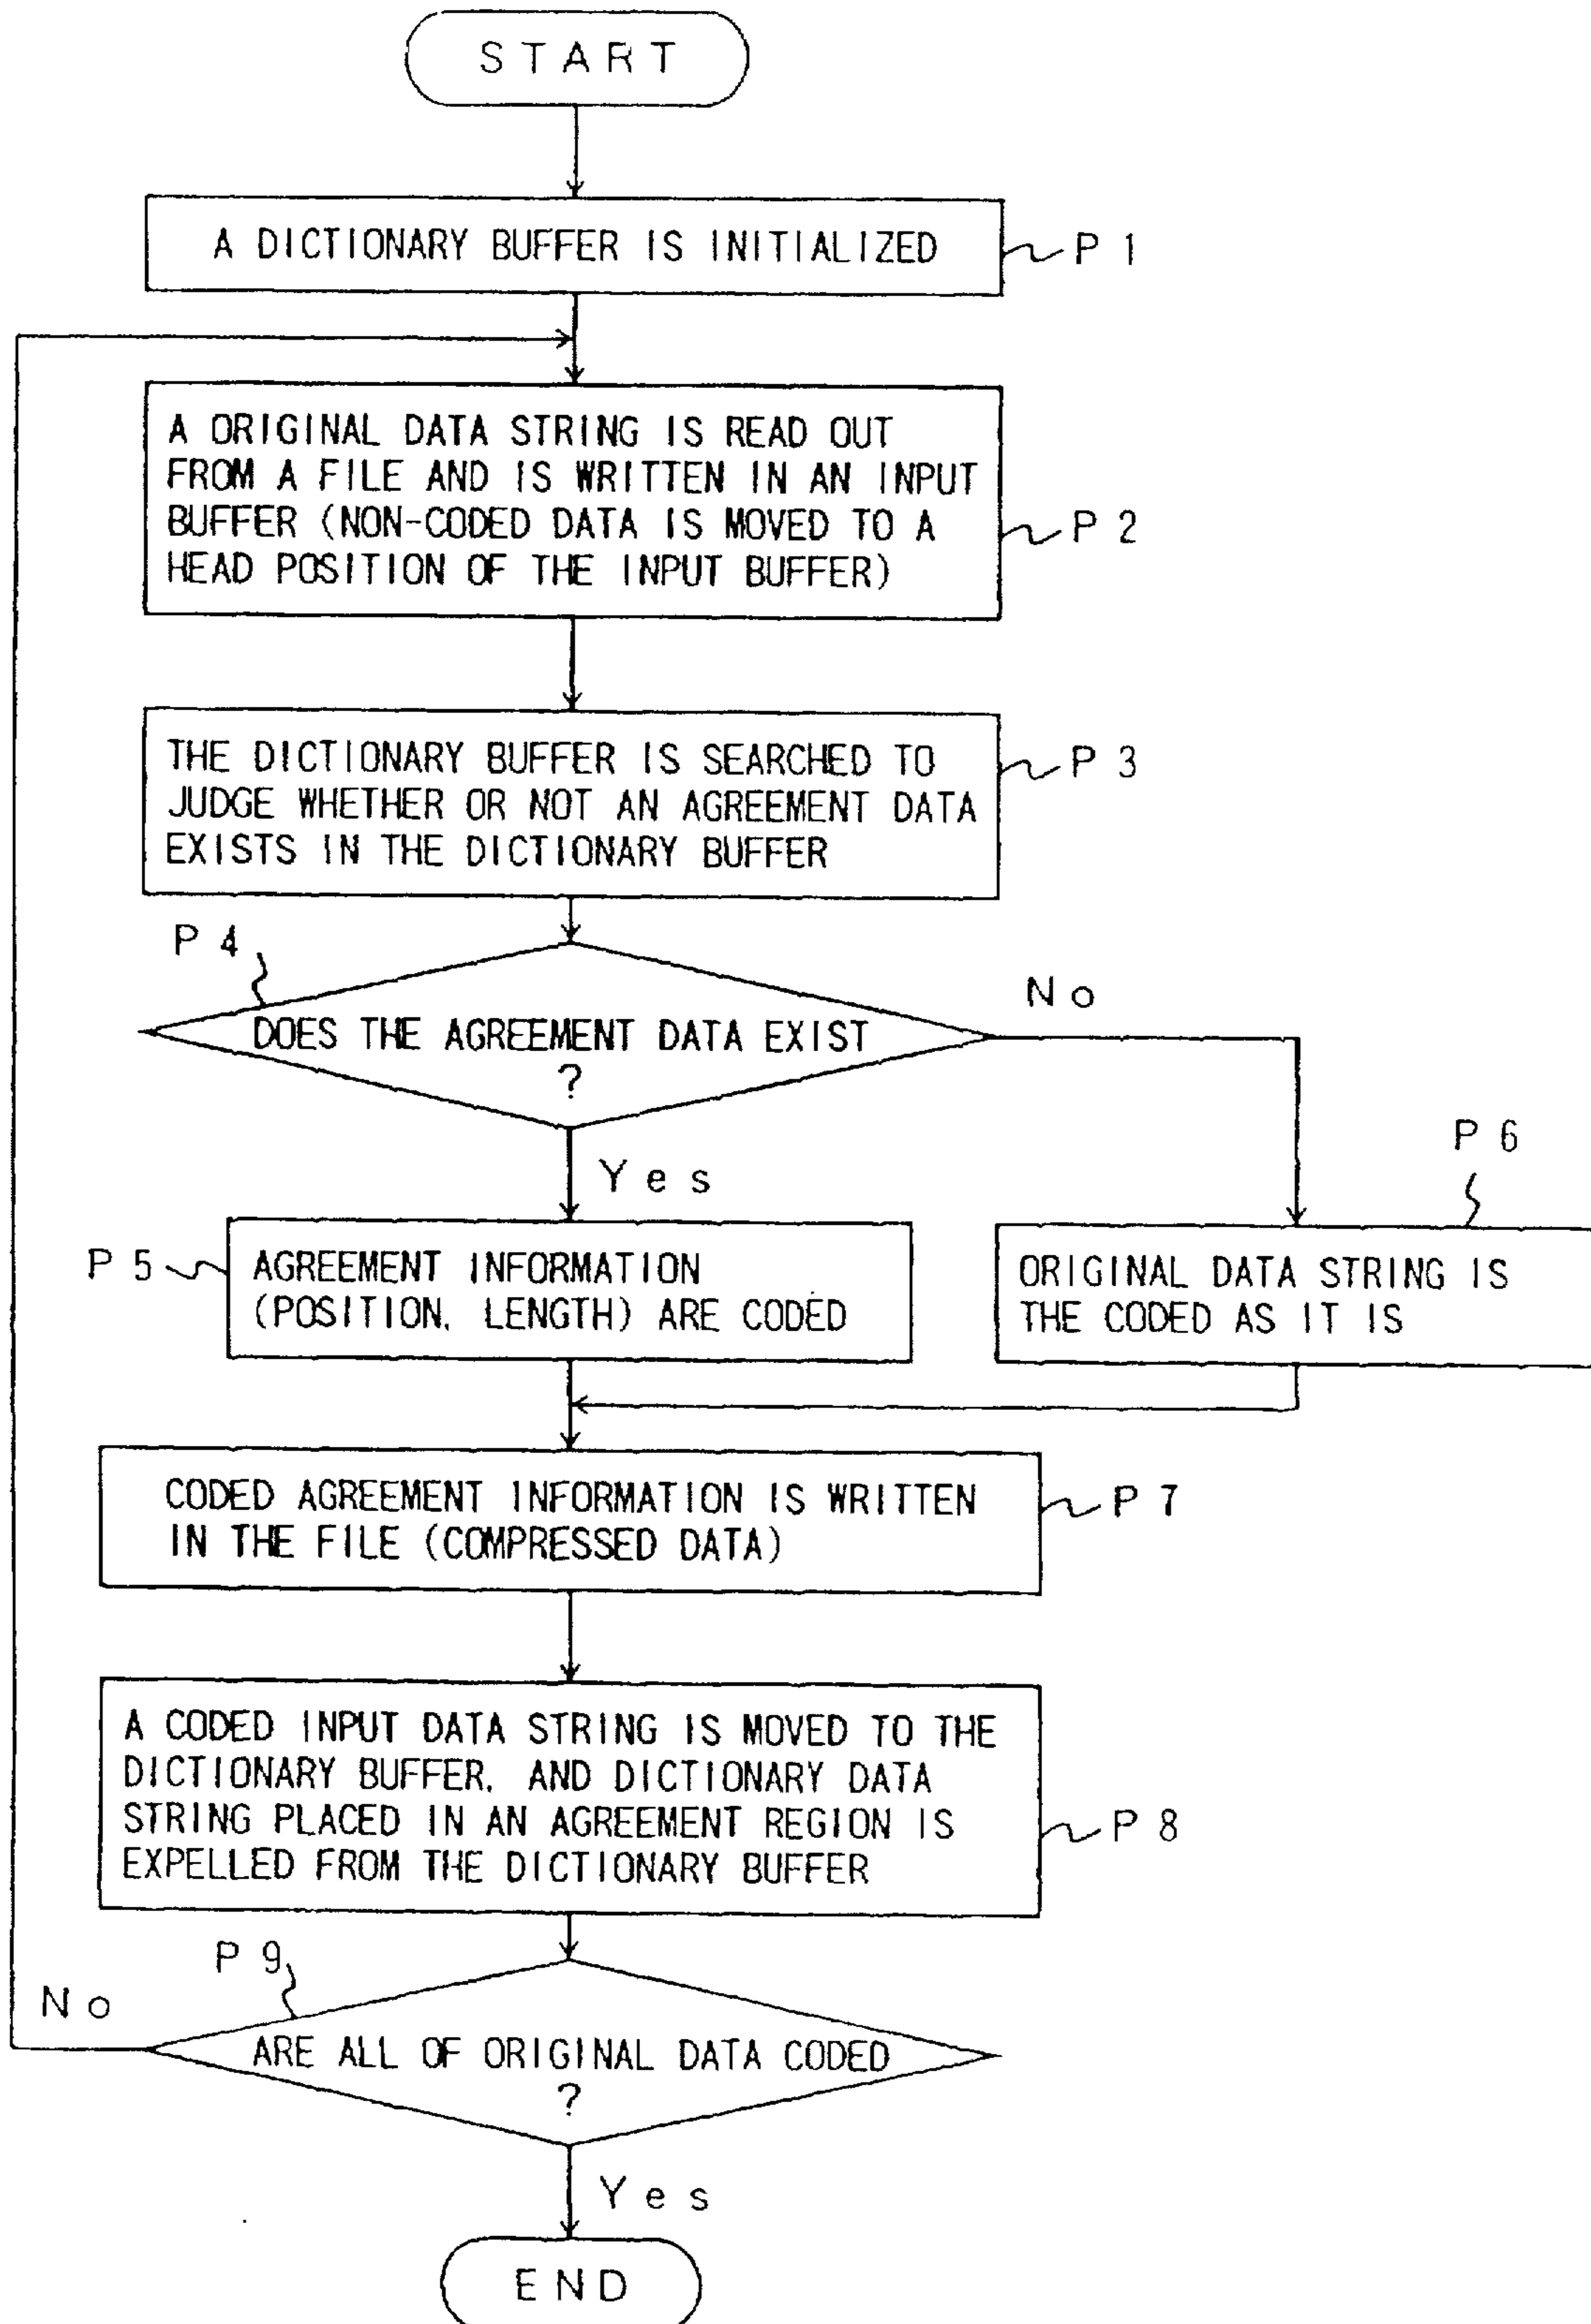 START
A DICTIONARY BUFFER IS INITIALIZED
P 1
A ORIGINAL DATA STRING IS READ OUT
FROM A FILE AND IS WRITTEN IN AN INPUT
BUFFER (NON-CODED DATA IS MOVED TO A
HEAD POSITION OF THE INPUT BUFFER)
P 2
THE DICTIONARY BUFFER IS SEARCHED TO
JUDGE WHETHER OR NOT AN AGREEMENT DATA
EXISTS IN THE DICTIONARY BUFFER
P 3
P 4
DOES THE AGREEMENT DATA EXIST
?
No
Yes
P 5
AGREEMENT INFORMATION
(POSITION, LENGTH) ARE CODED
P 6
ORIGINAL DATA STRING IS
THE CODED AS IT IS
CODED AGREEMENT INFORMATION IS WRITTEN
IN THE FILE (COMPRESSED DATA)
P 7
A CODED INPUT DATA STRING IS MOVED TO THE
DICTIONARY BUFFER, AND DICTIONARY DATA
STRING PLACED IN AN AGREEMENT REGION IS
EXPELLED FROM THE DICTIONARY BUFFER
P 8
P 9
No
ARE ALL OF ORIGINAL DATA CODED
?
Yes
END